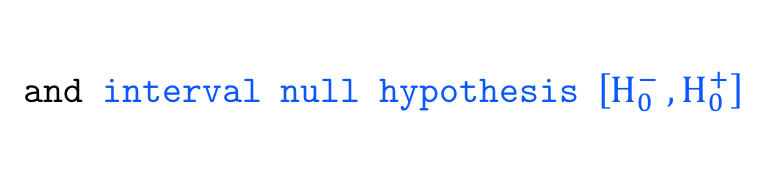 and interval null hypothesis [H₀⁻ ,H₀⁺]